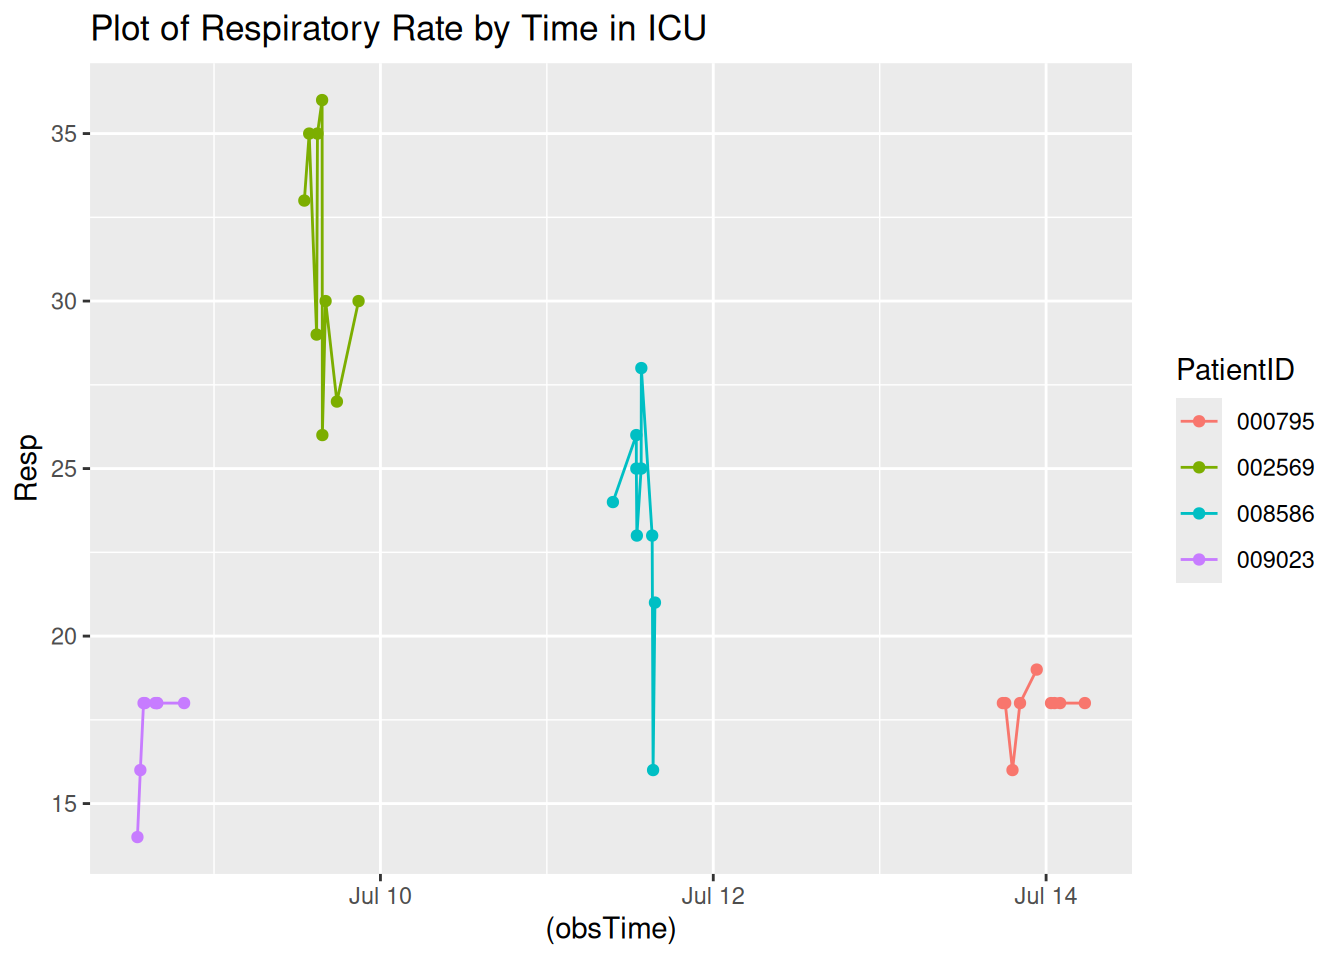 Plot of Respiratory Rate by Time in ICU
Resp
35
30
25
20
15
Jul 10
Jul 12
Jul 14
(obsTime)
PatientID
000795
002569
008586
009023